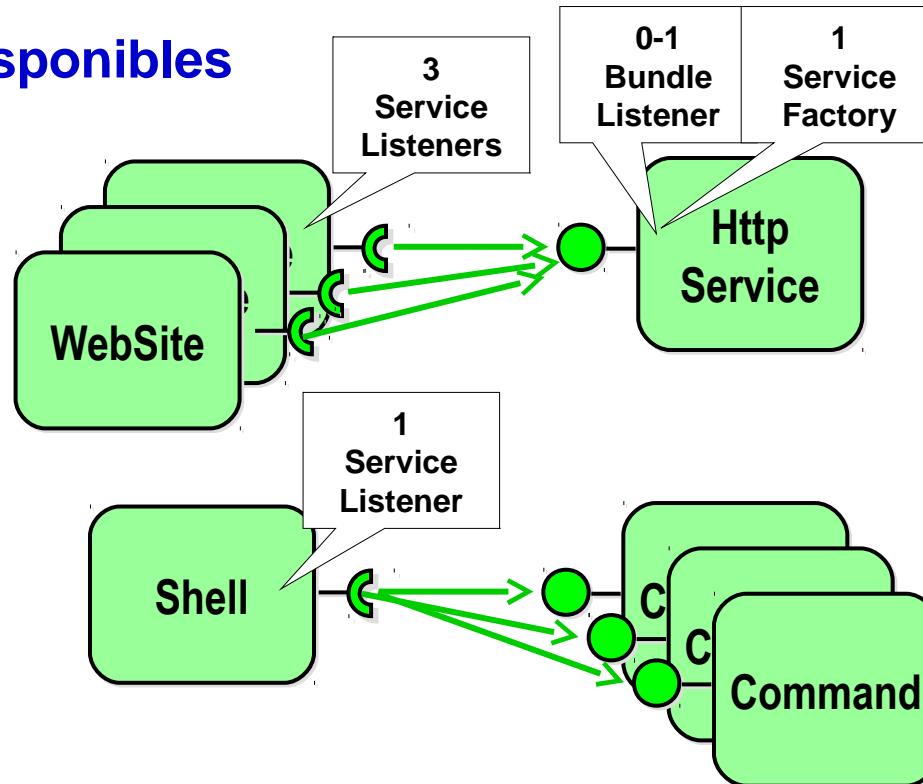 sponibles
3
Service
Listeners
0-1
Bundle
Listener
1
Service
Factory
Http
Service
WebSite
1
Service
Listener
Shell
C
C
Command